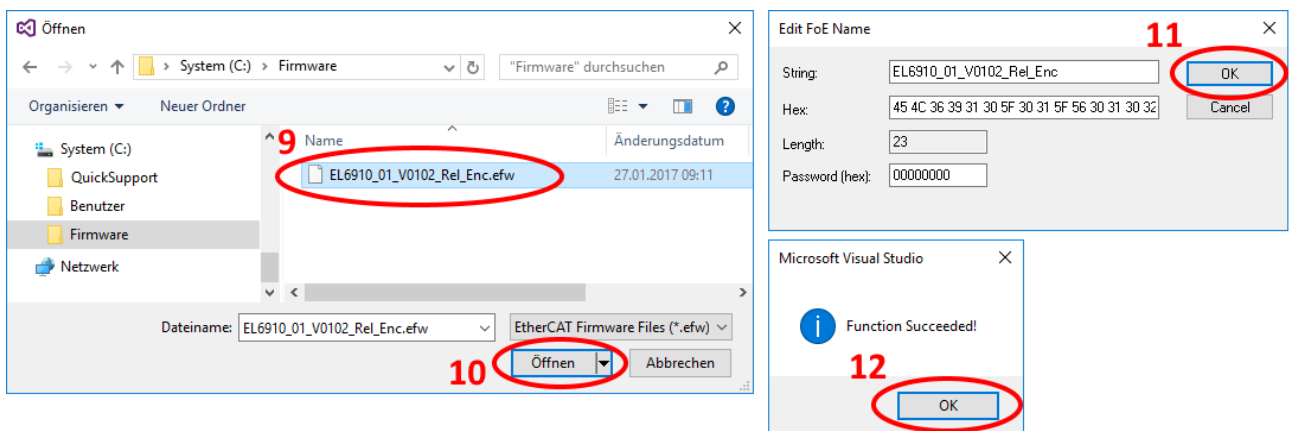 Öffnen
System (C:) > Firmware
"Firmware" durchsuchen
Organisieren
Neuer Ordner
System (C:)
QuickSupport
Benutzer
Firmware
Netzwerk
9
Name
Änderungsdatum
EL6910_01_V0102_Rel_Enc.efw
27.01.2017 09:11
Dateiname:
EL6910_01_V0102_Rel_Enc.efw
EtherCAT Firmware Files (*.efw)
10
Öffnen
Abbrechen
Edit FoE Name
11
String:
EL6910_01_V0102_Rel_Enc
OK
Hex:
45 4C 36 39 31 30 5F 30 31 5F 56 30 31 30 32
Cancel
Length:
23
Password (hex):
00000000
Microsoft Visual Studio
Function Succeeded!
12
OK